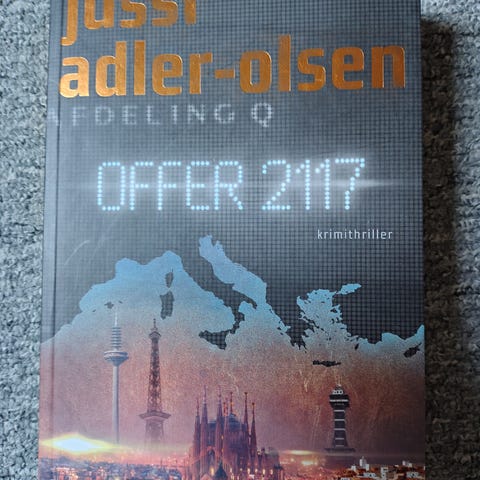 jussi
adler-olsen
AFDELING Q
OFFER 2117
krimithriller